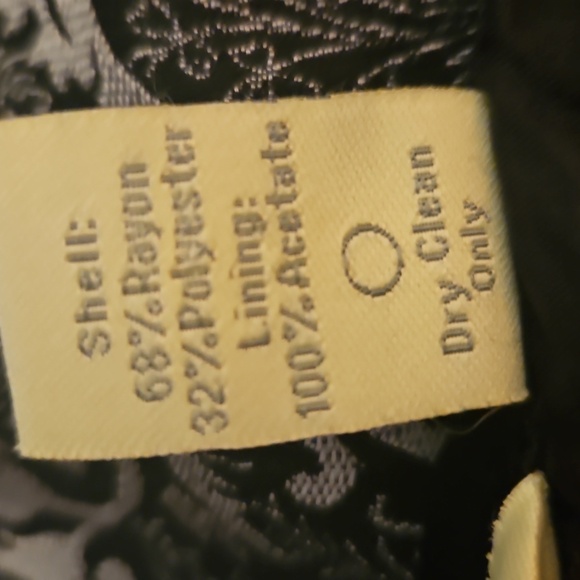 Shell:
68%Rayon
32%Polyester
Lining:
100%Acetate
Dry Clean
Only